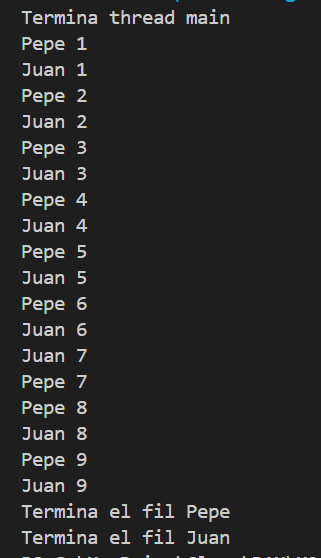 Termina thread main
Pepe 1
Juan 1
Pepe 2
Juan 2
Pepe 3
Juan 3
Pepe 4
Juan 4
Pepe 5
Juan 5
Pepe 6
Juan 6
Juan 7
Pepe 7
Pepe 8
Juan 8
Pepe 9
Juan 9
Termina el fil Pepe
Termina el fil Juan